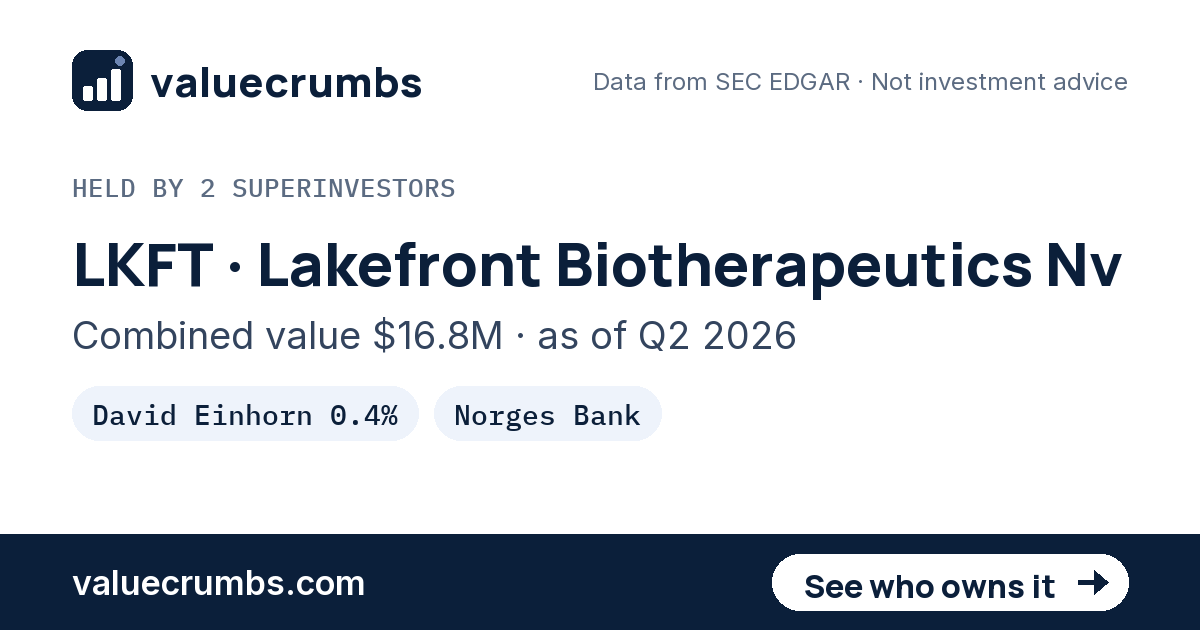 valuecrumbs
Data from SEC EDGAR · Not investment advice
HELD BY 2 SUPERINVESTORS
LKFT · Lakefront Biotherapeutics Nv
Combined value $16.8M · as of Q2 2026
David Einhorn 0.4%
Norges Bank
valuecrumbs.com
See who owns it →